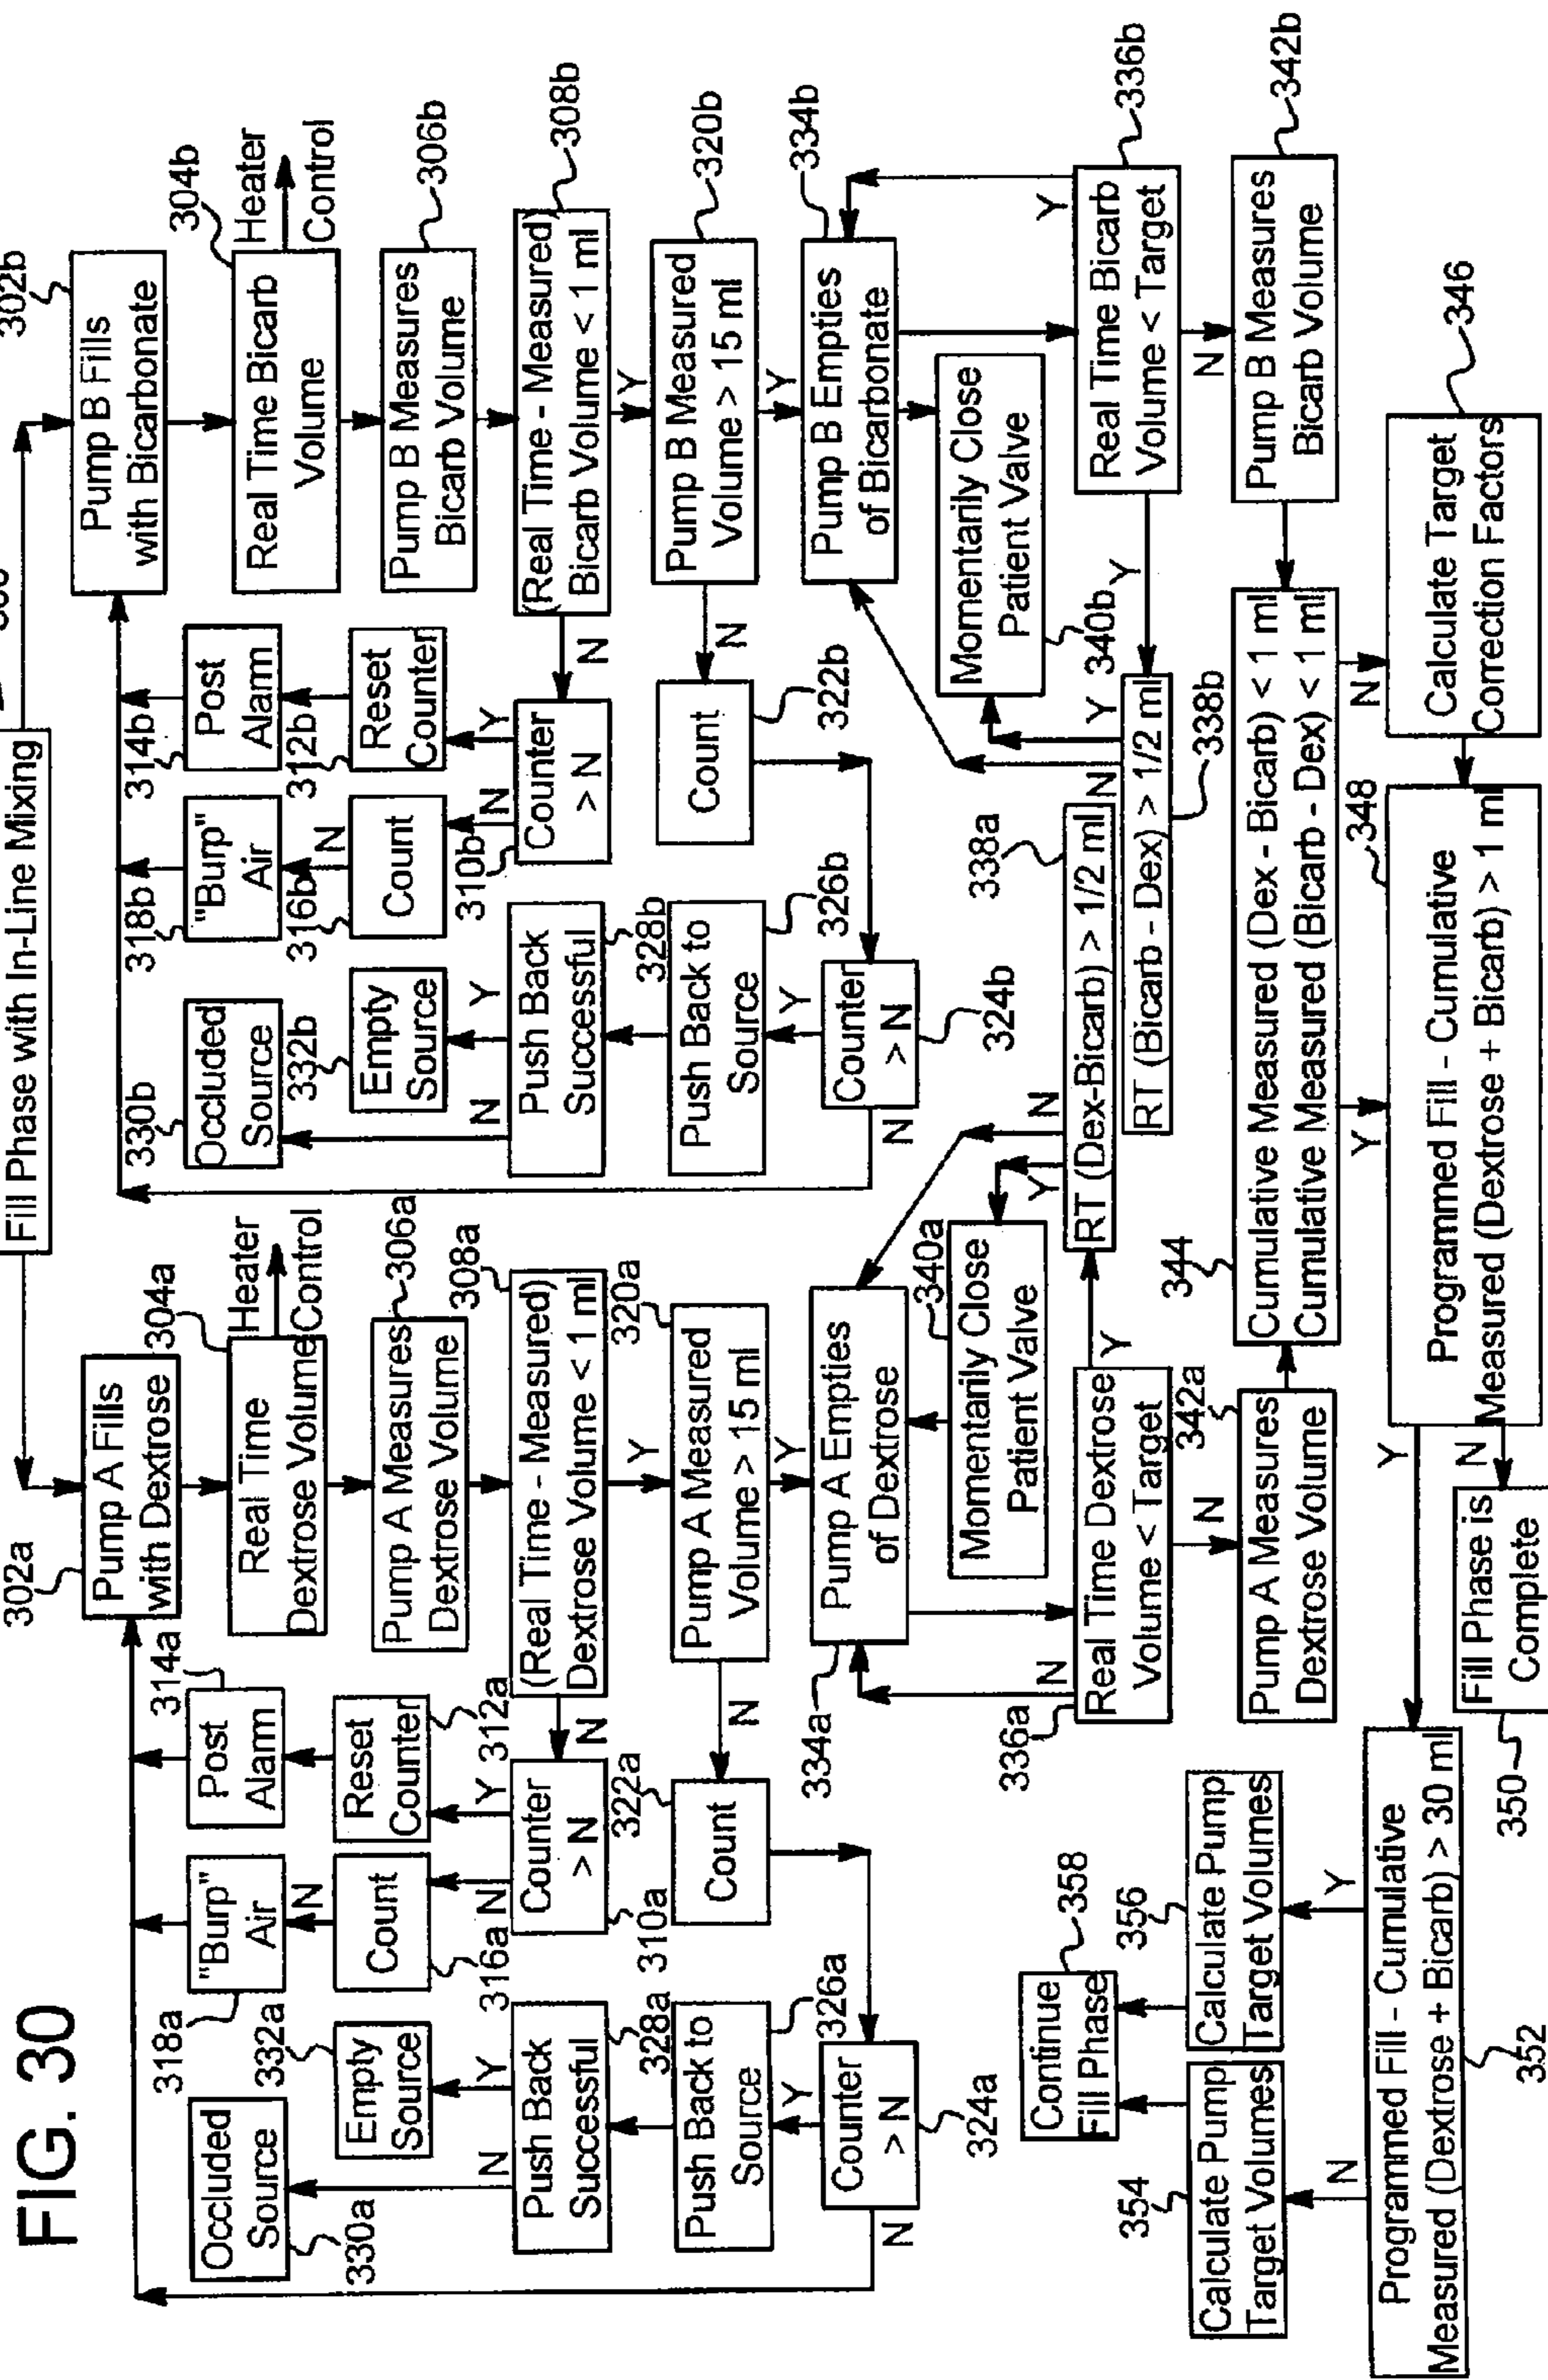 FIG. 30
Fill Phase with In-Line Mixing
302a
Pump A Fills
with Dextrose
304a
Real Time
Dextrose Volume
Heater
Control
Pump A Measures
Dextrose Volume
306a
308a
(Real Time - Measured)
Dextrose Volume < 1 ml
N
Y
Counter
> N
310a
Y
N
312a
Reset
Counter
314a
Post
Alarm
316a
Count
N
318a
"Burp"
Air
320a
Pump A Measured
Volume > 15 ml
N
Y
322a
Count
Counter
> N
324a
Y
N
326a
Push Back to
Source
328a
Push Back
Successful
N
Y
330a
Occluded
Source
332a
Empty
Source
334a
Pump A Empties
of Dextrose
340a
Momentarily Close
Patient Valve
336a
Real Time Dextrose
Volume < Target
N
Y
N
338a
RT (Dex-Bicarb) > 1/2 ml
Y
N
342a
Pump A Measures
Dextrose Volume
302b
Pump B Fills
with Bicarbonate
304b
Real Time Bicarb
Volume
Heater
Control
306b
Pump B Measures
Bicarb Volume
308b
(Real Time - Measured)
Bicarb Volume < 1 ml
N
Y
Counter
> N
310b
Y
N
312b
Reset
Counter
314b
Post
Alarm
316b
Count
N
318b
"Burp"
Air
320b
Pump B Measured
Volume > 15 ml
N
Y
322b
Count
Counter
> N
324b
Y
N
326b
Push Back to
Source
328b
Push Back
Successful
N
Y
330b
Occluded
Source
332b
Empty
Source
334b
Pump B Empties
of Bicarbonate
Momentarily Close
Patient Valve
340b
336b
Real Time Bicarb
Volume < Target
Y
Y
N
338b
RT (Bicarb - Dex) > 1/2 ml
N
Y
342b
Pump B Measures
Bicarb Volume
344
Cumulative Measured (Dex - Bicarb) < 1 ml
Cumulative Measured (Bicarb - Dex) < 1 ml
Y
N
346
Calculate Target
Correction Factors
348
Programmed Fill - Cumulative
Measured (Dextrose + Bicarb) > 1 ml
Y
N
350
Fill Phase is
Complete
Programmed Fill - Cumulative
Measured (Dextrose + Bicarb) > 30 ml
352
N
Y
354
Calculate Pump
Target Volumes
356
Calculate Pump
Target Volumes
358
Continue
Fill Phase